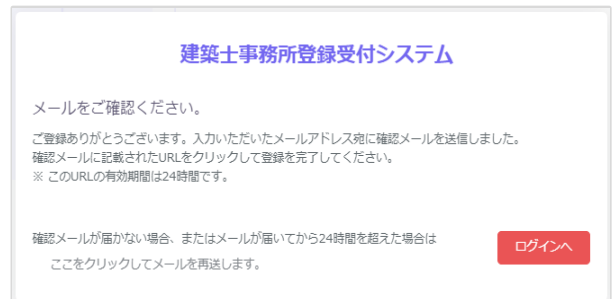 建築士事務所登録受付システム
メールをご確認ください。
ご登録ありがとうございます。入力いただいたメールアドレス宛に確認メールを送信しました。
確認メールに記載されたURLをクリックして登録を完了してください。
※ このURLの有効期間は24時間です。
確認メールが届かない場合、またはメールが届いてから24時間を超えた場合は
ログインへ
ここをクリックしてメールを再送します。